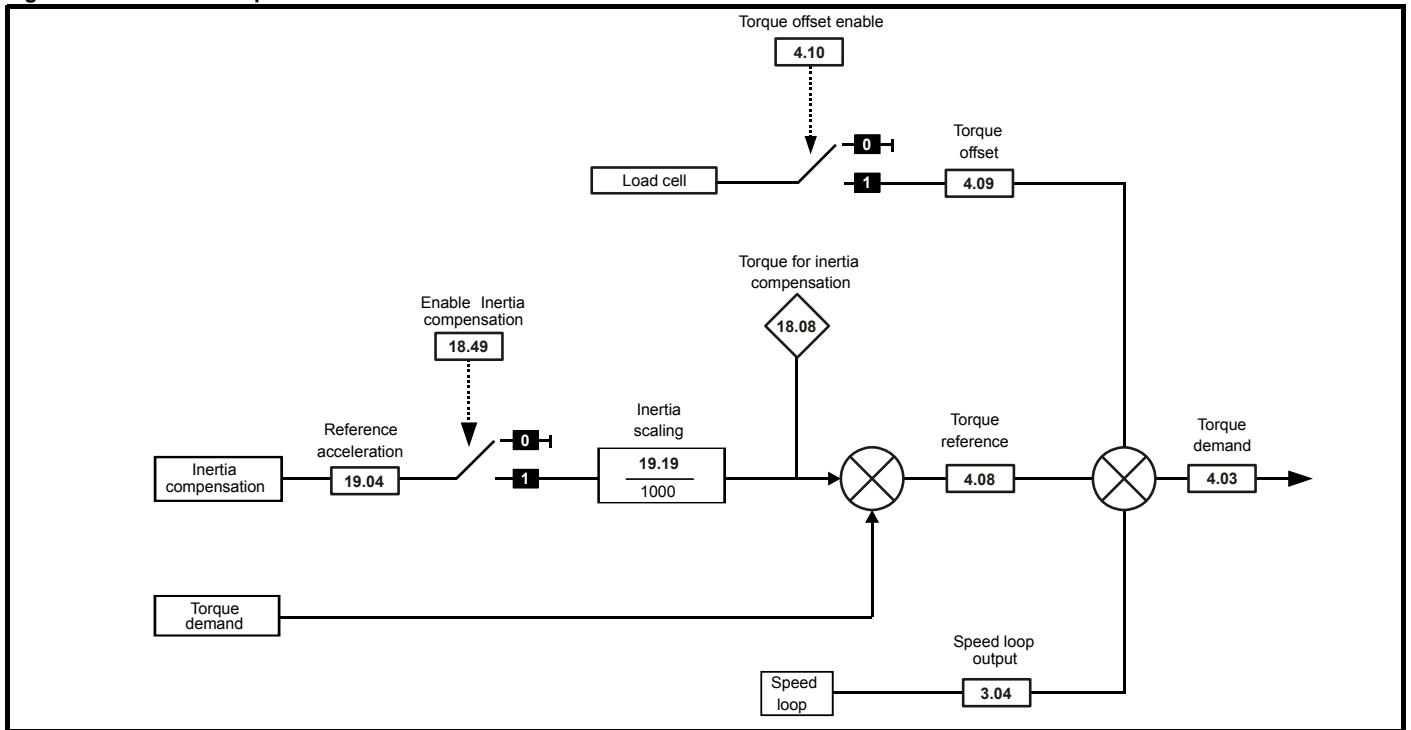 Torque offset enable
4.10
0
Load cell
1
Torque
offset
4.09
Torque for inertia
compensation
18.08
Enable Inertia
compensation
18.49
Inertia
compensation
Reference
acceleration
19.04
0
1
Inertia
scaling
19.19
1000
Torque
reference
4.08
Torque
demand
4.03
Torque
demand
Speed
loop
Speed loop
output
3.04